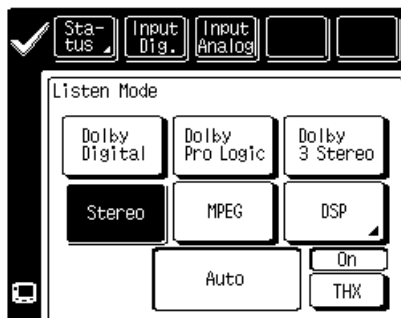 Sta-
tus
Input
Dig.
Input
Analog
Listen Mode
Dolby
Digital
Dolby
Pro Logic
Dolby
3 Stereo
Stereo
MPEG
DSP
Auto
On
THX